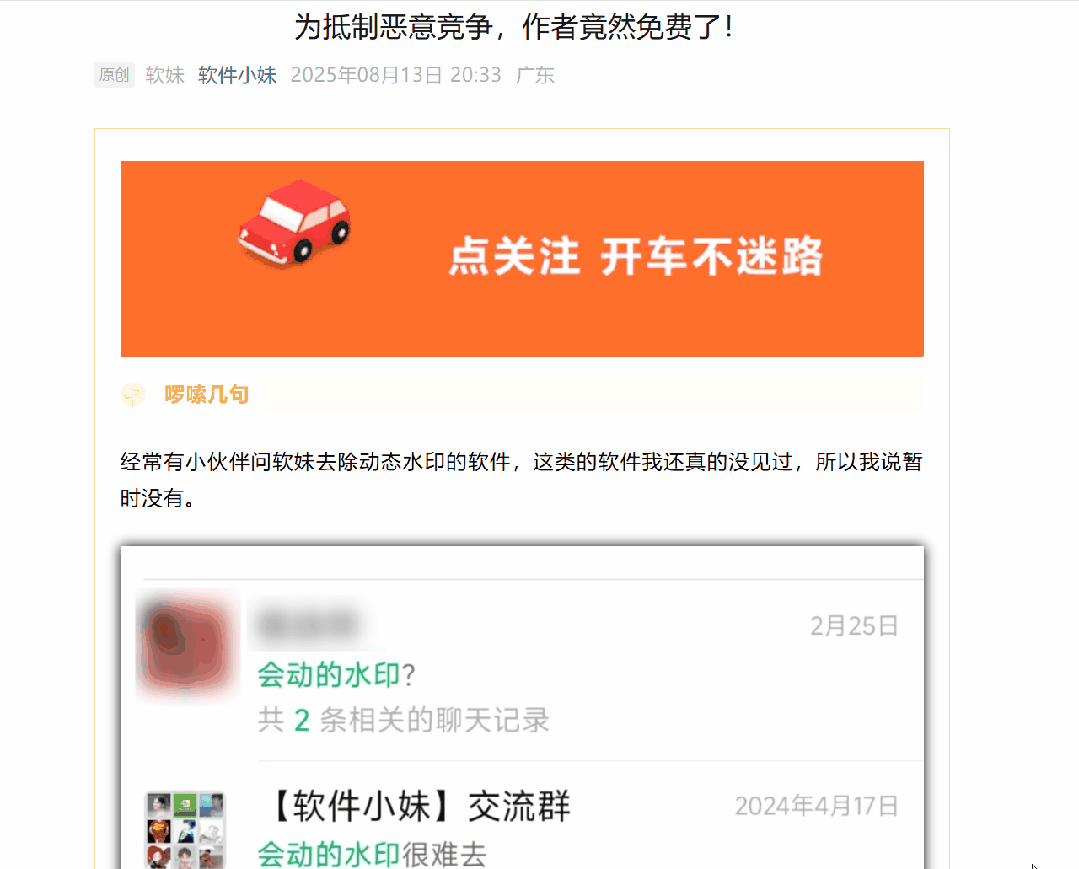 为抵制恶意竞争，作者竟然免费了！
原创 软妹 软件小妹 2025年08月13日 20:33 广东
点关注 开车不迷路
啰嗦几句
经常有小伙伴问软妹去除动态水印的软件，这类的软件我还真的没见过，所以我说暂
时没有。
2月25日
会动的水印?
共 2 条相关的聊天记录
【软件小妹】交流群 2024年4月17日
会动的水印很难去